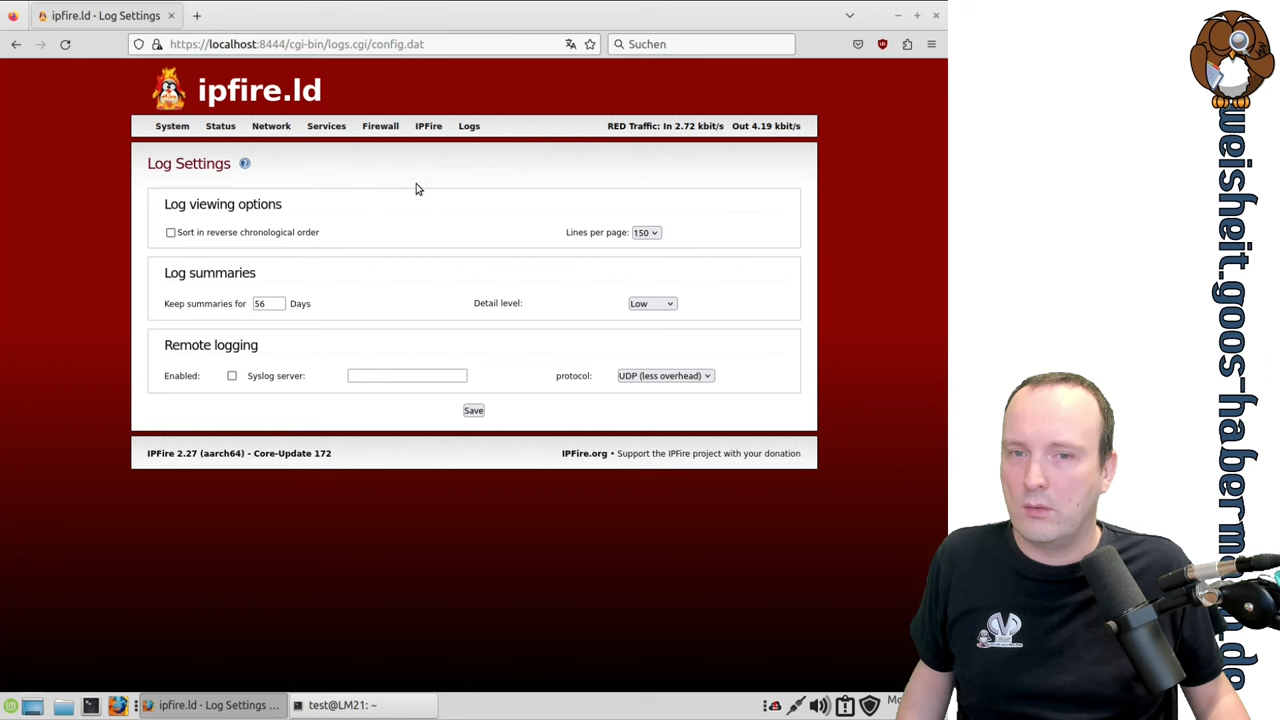 ipfire.ld - Log Settings
https://localhost:8444/cgi-bin/logs.cgi/config.dat
Suchen
ipfire.ld
System Status Network Services Firewall IPFire Logs RED Traffic: In 2.72 kbit/s Out 4.19 kbit/s
Log Settings
Log viewing options
Sort in reverse chronological order Lines per page: 150
Log summaries
Keep summaries for 56 Days Detail level: Low
Remote logging
Enabled: Syslog server: protocol: UDP (less overhead)
Save
IPFire 2.27 (aarch64) - Core-Update 172 IPFire.org • Support the IPFire project with your donation
ipfire.ld - Log Settings ... test@LM21: ~